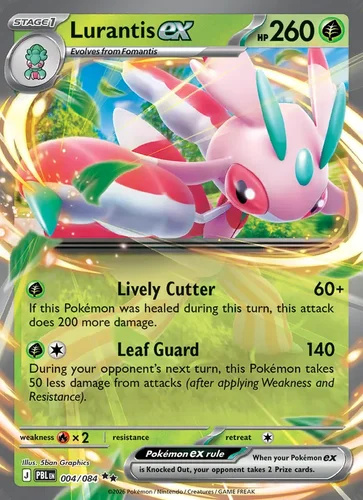 STAGE1
Lurantis ex HP 260
Evolves from Fomantis
Lively Cutter 60+
If this Pokémon was healed during this turn, this attack
does 200 more damage.
Leaf Guard 140
During your opponent's next turn, this Pokémon takes
50 less damage from attacks (after applying Weakness and
Resistance).
weakness ×2 resistance retreat
Illus. 5ban Graphics
Pokémon ex rule
When your Pokémon ex
is Knocked Out, your opponent takes 2 Prize cards.
J PBL EN 004/084 ★★
©2026 Pokémon / Nintendo / Creatures / GAME FREAK